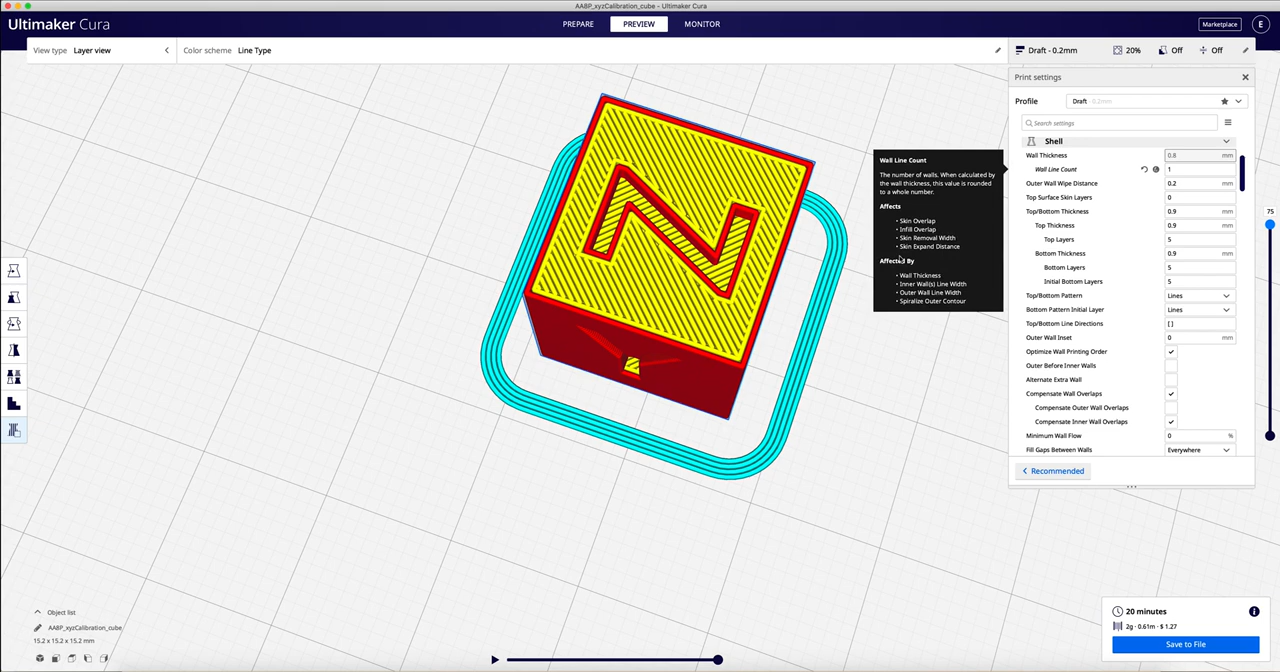 AA8P_xyzCalibration_cube - Ultimaker Cura
Ultimaker Cura
PREPARE
PREVIEW
MONITOR
Marketplace
E
View type Layer view
Color scheme Line Type
Draft - 0.2mm
20%
Off
Off
Print settings
Profile
Draft 0.2mm
Search settings
Shell
Wall Thickness 0.8 mm
Wall Line Count 1
Outer Wall Wipe Distance 0.2 mm
Top Surface Skin Layers 0
Top/Bottom Thickness 0.9 mm
Top Thickness 0.9 mm
Top Layers 5
Bottom Thickness 0.9 mm
Bottom Layers 5
Initial Bottom Layers 5
Top/Bottom Pattern Lines
Bottom Pattern Initial Layer Lines
Top/Bottom Line Directions [ ]
Outer Wall Inset 0 mm
Optimize Wall Printing Order
Outer Before Inner Walls
Alternate Extra Wall
Compensate Wall Overlaps
Compensate Outer Wall Overlaps
Compensate Inner Wall Overlaps
Minimum Wall Flow 0 %
Fill Gaps Between Walls Everywhere
Recommended
Wall Line Count
The number of walls. When calculated by
the wall thickness, this value is rounded
to a whole number.
Affects
• Skin Overlap
• Infill Overlap
• Skin Removal Width
• Skin Expand Distance
Affected By
• Wall Thickness
• Inner Wall(s) Line Width
• Outer Wall Line Width
• Spiralize Outer Contour
75
Z
Object list
AA8P_xyzCalibration_cube
15.2 x 15.2 x 15.2 mm
20 minutes
2g · 0.61m · $ 1.27
Save to File